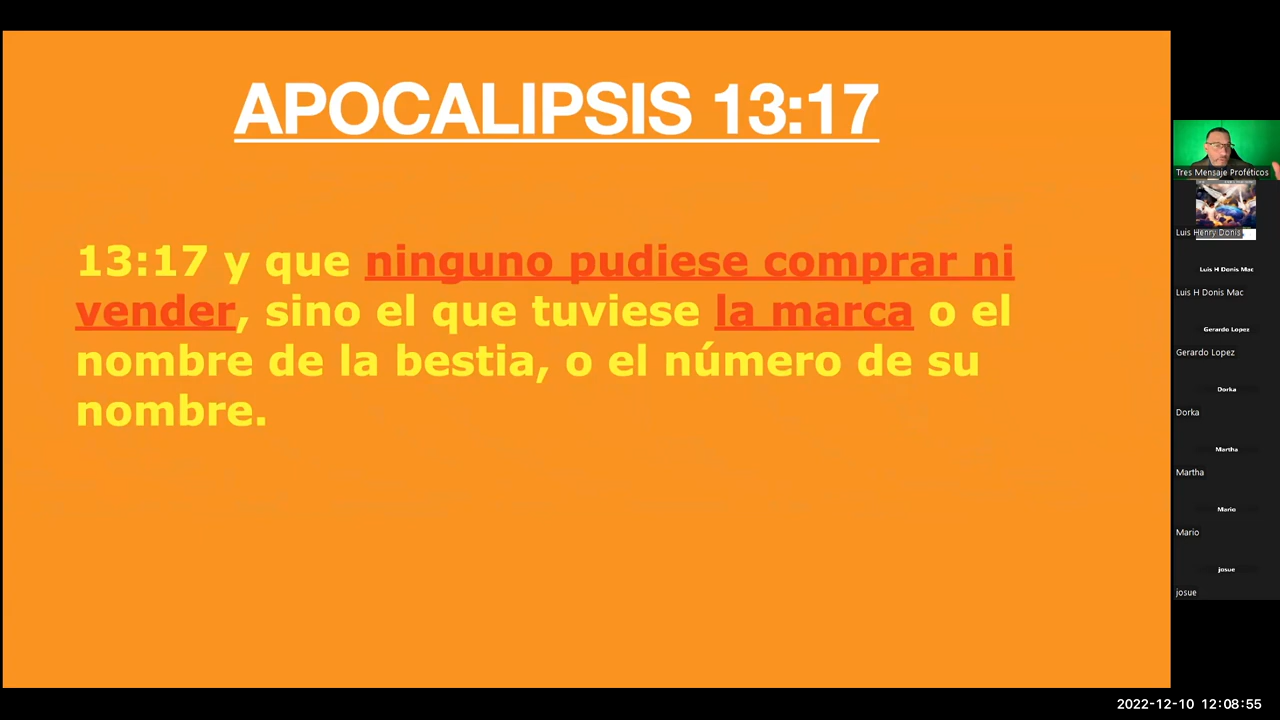 APOCALIPSIS 13:17
13:17 y que ninguno pudiese comprar ni
vender, sino el que tuviese la marca o el
nombre de la bestia, o el número de su
nombre.
Tres Mensaje Proféticos
Luis Henry Donis
Luis H Donis Mac
Luis H Donis Mac
Gerardo Lopez
Gerardo Lopez
Dorka
Dorka
Martha
Martha
Mario
Mario
josue
josue
2022-12-10 12:08:55